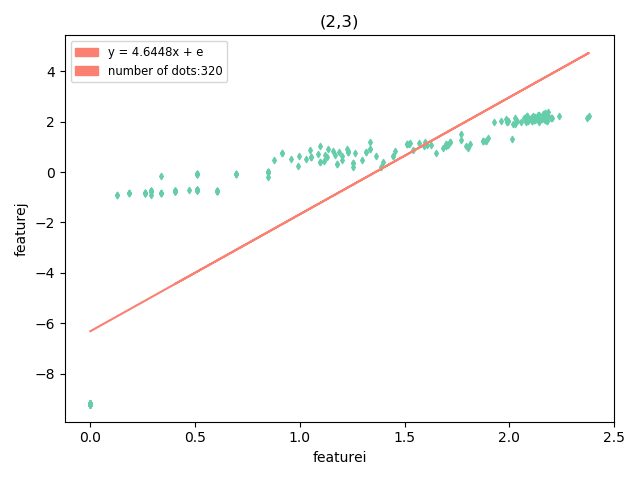 (2,3)
y = 4.6448x + e
number of dots:320
4
2
0
−2
−4
−6
−8
featurej
0.0 0.5 1.0 1.5 2.0 2.5
featurei